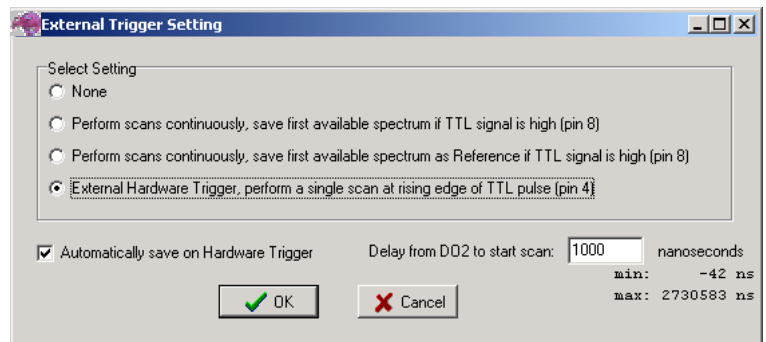 External Trigger Setting
Select Setting
None
Perform scans continuously, save first available spectrum if TTL signal is high (pin 8)
Perform scans continuously, save first available spectrum as Reference if TTL signal is high (pin 8)
External Hardware Trigger, perform a single scan at rising edge of TTL pulse (pin 4)
Automatically save on Hardware Trigger
Delay from DO2 to start scan: 1000 nanoseconds
min: -42 ns
max: 2730583 ns
OK
Cancel